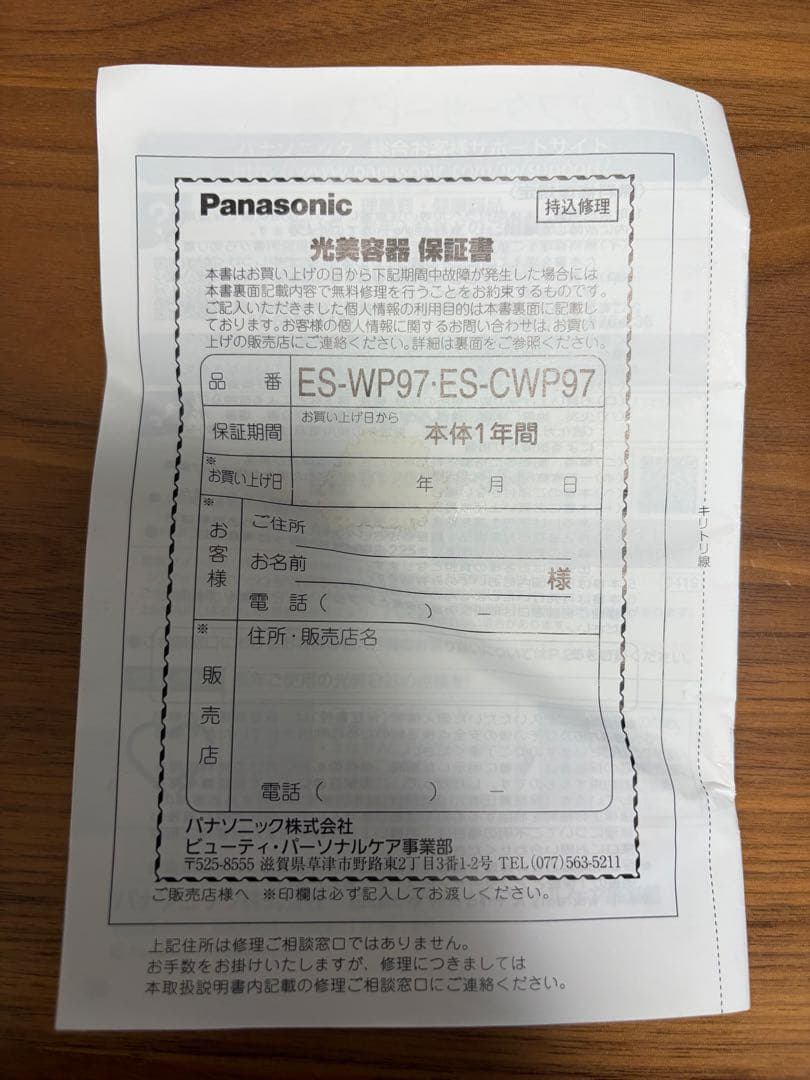 Panasonic
持込修理
光美容器 保証書
本書はお買い上げの日から下記期間中故障が発生した場合には
本書裏面記載内容で無料修理を行うことをお約束するものです。
ご記入いただきました個人情報の利用目的は本書裏面に記載し
ております。お客様の個人情報に関するお問い合わせは、お買い
上げの販売店にご連絡ください。詳細は裏面をご参照ください。
品番 ES-WP97・ES-CWP97
保証期間 お買い上げ日から 本体1年間
※お買い上げ日 年 月 日
※
お客様
ご住所
お名前 様
電話( ) −
※
販売店
住所・販売店名
電話( ) −
パナソニック株式会社
ビューティ・パーソナルケア事業部
〒525-8555 滋賀県草津市野路東2丁目3番1-2号 TEL(077)563-5211
ご販売店様へ ※印欄は必ず記入してお渡しください。
キリトリ線
上記住所は修理ご相談窓口ではありません。
お手数をお掛けいたしますが、修理につきましては
本取扱説明書内記載の修理ご相談窓口にご連絡ください。